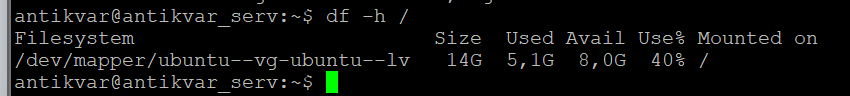 antikvar@antikvar_serv:~$ df -h /
Filesystem                         Size  Used Avail Use% Mounted on
/dev/mapper/ubuntu--vg-ubuntu--lv   14G  5,1G  8,0G  40% /
antikvar@antikvar_serv:~$